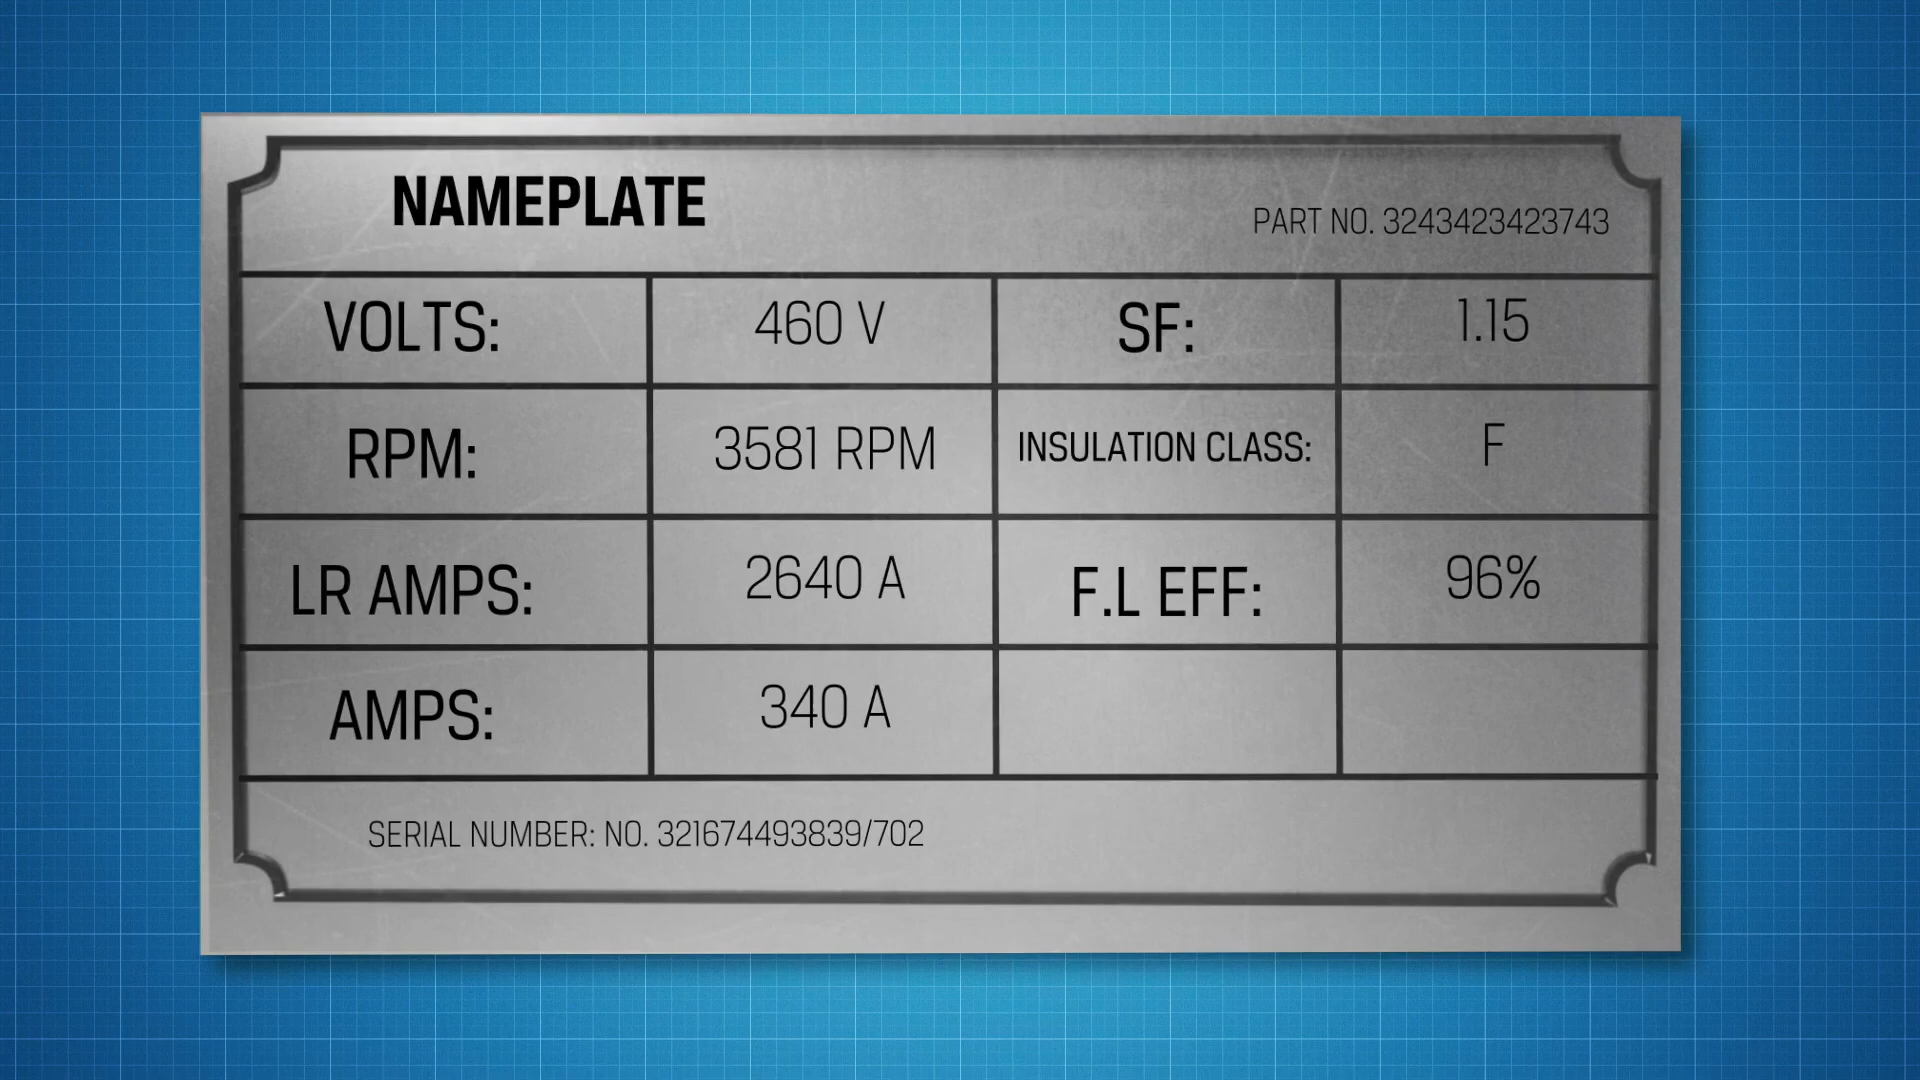 NAMEPLATE
PART NO. 3243423423743
VOLTS: 460 V SF: 1.15
RPM: 3581 RPM INSULATION CLASS: F
LR AMPS: 2640 A F.L EFF: 96%
AMPS: 340 A
SERIAL NUMBER: NO. 321674493839/702